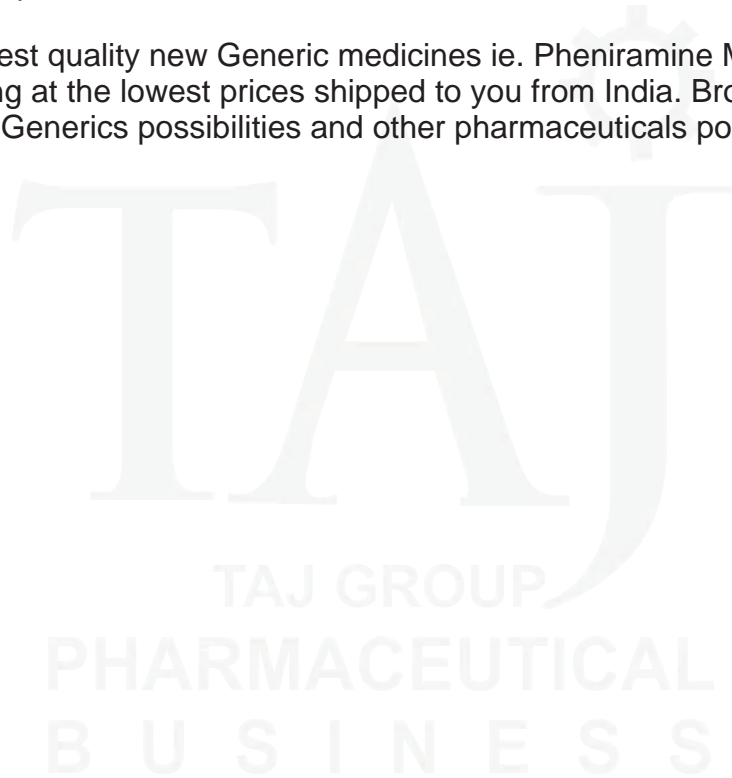 est quality new Generic medicines ie. Pheniramine M
ng at the lowest prices shipped to you from India. Bro
Generics possibilities and other pharmaceuticals po
TAJ
TAJ GROUP
PHARMACEUTICAL
BUSINESS